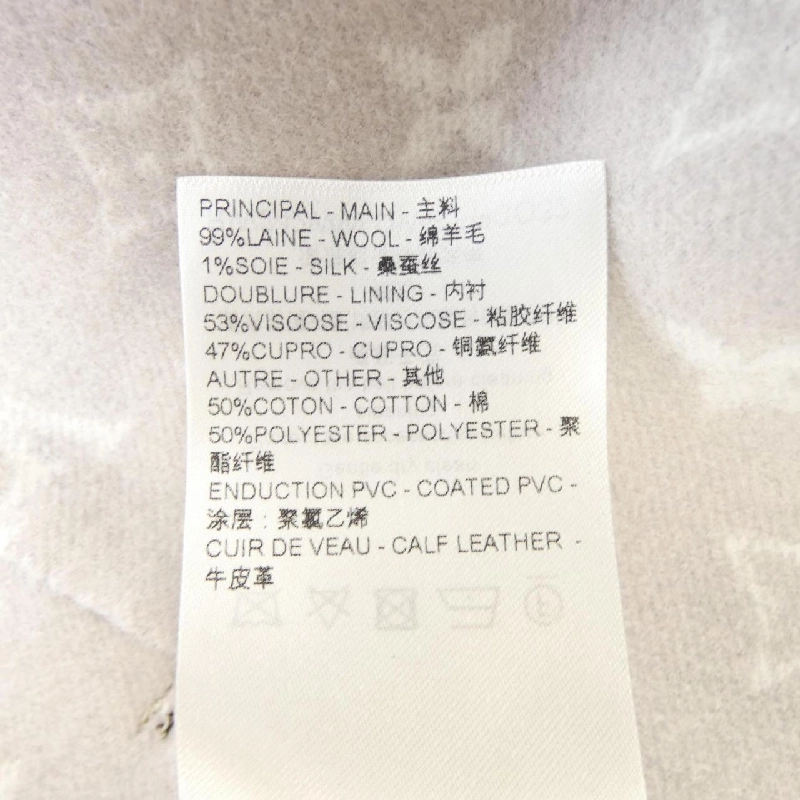 PRINCIPAL - MAIN - 主料
99%LAINE - WOOL - 绵羊毛
1%SOIE - SILK - 桑蚕丝
DOUBLURE - LINING - 内衬
53%VISCOSE - VISCOSE - 粘胶纤维
47%CUPRO - CUPRO - 铜氨纤维
AUTRE - OTHER - 其他
50%COTON - COTTON - 棉
50%POLYESTER - POLYESTER - 聚
酯纤维
ENDUCTION PVC - COATED PVC -
涂层 : 聚氯乙烯
CUIR DE VEAU - CALF LEATHER -
牛皮革